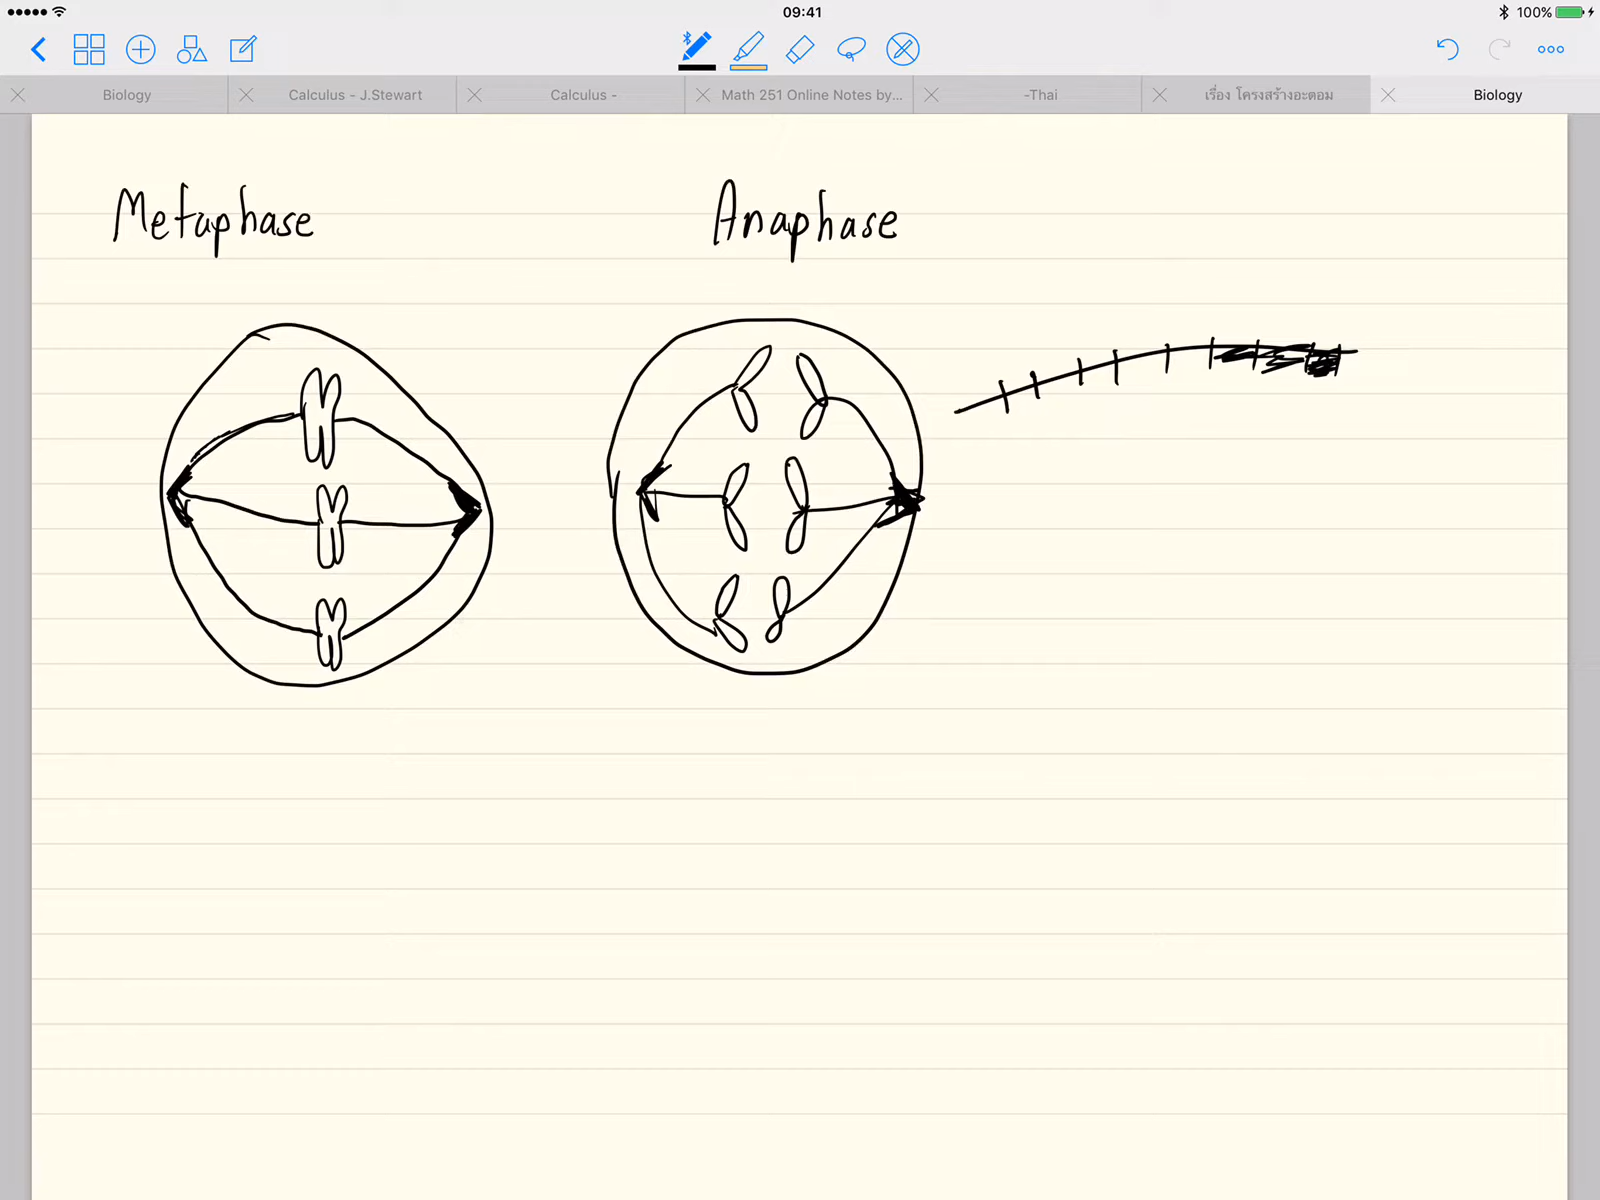 09:41
100%
Biology
Calculus - J.Stewart
Calculus -
Math 251 Online Notes by...
-Thai
เรื่อง โครงสร้างอะตอม
Biology
Metaphase
Anaphase